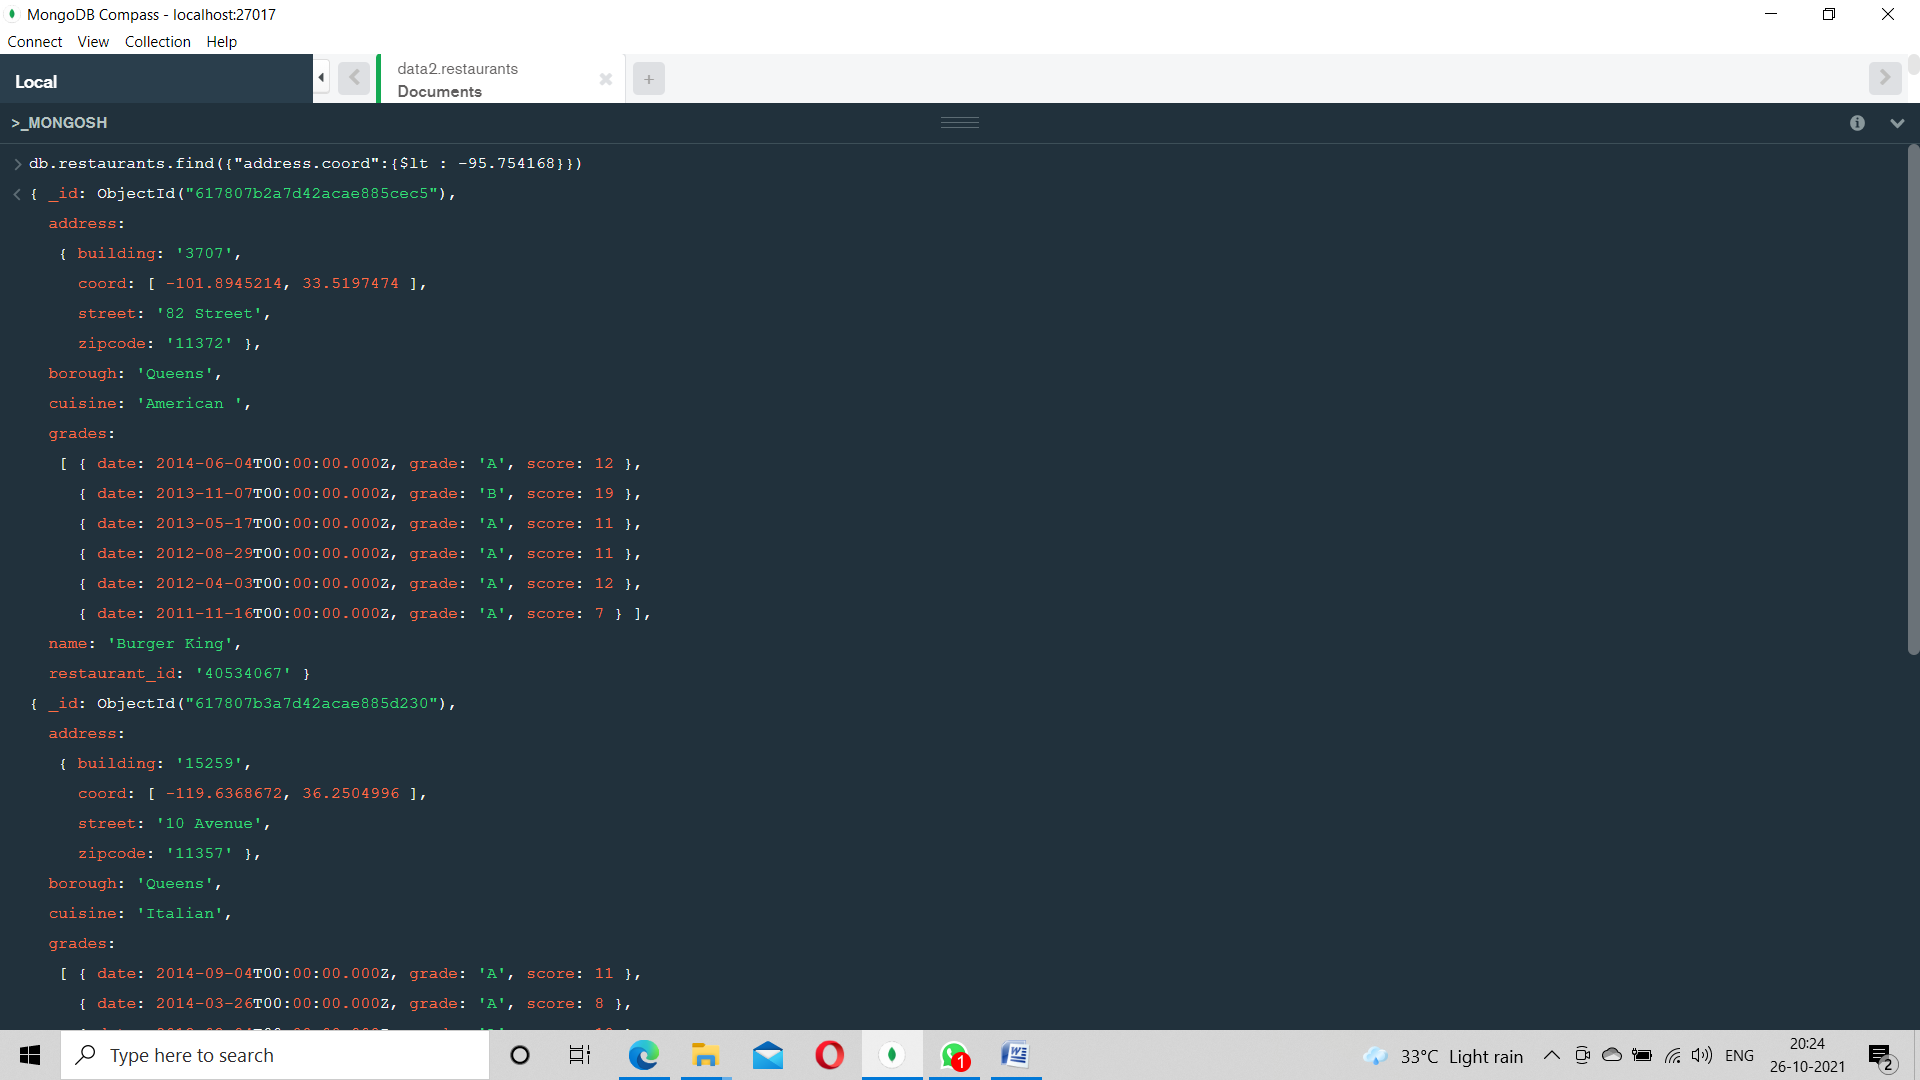 MongoDB Compass - localhost:27017
Connect View Collection Help
Local
data2.restaurants
Documents
>_MONGOSH
db.restaurants.find({"address.coord":{$lt : -95.754168}})
{ _id: ObjectId("617807b2a7d42acae885cec5"),
address:
{ building: '3707',
coord: [ -101.8945214, 33.5197474 ],
street: '82 Street',
zipcode: '11372' },
borough: 'Queens',
cuisine: 'American ',
grades:
[ { date: 2014-06-04T00:00:00.000Z, grade: 'A', score: 12 },
{ date: 2013-11-07T00:00:00.000Z, grade: 'B', score: 19 },
{ date: 2013-05-17T00:00:00.000Z, grade: 'A', score: 11 },
{ date: 2012-08-29T00:00:00.000Z, grade: 'A', score: 11 },
{ date: 2012-04-03T00:00:00.000Z, grade: 'A', score: 12 },
{ date: 2011-11-16T00:00:00.000Z, grade: 'A', score: 7 } ],
name: 'Burger King',
restaurant_id: '40534067' }
{ _id: ObjectId("617807b3a7d42acae885d230"),
address:
{ building: '15259',
coord: [ -119.6368672, 36.2504996 ],
street: '10 Avenue',
zipcode: '11357' },
borough: 'Queens',
cuisine: 'Italian',
grades:
[ { date: 2014-09-04T00:00:00.000Z, grade: 'A', score: 11 },
{ date: 2014-03-26T00:00:00.000Z, grade: 'A', score: 8 },
Type here to search
1
33°C Light rain
ENG
20:24
26-10-2021
2